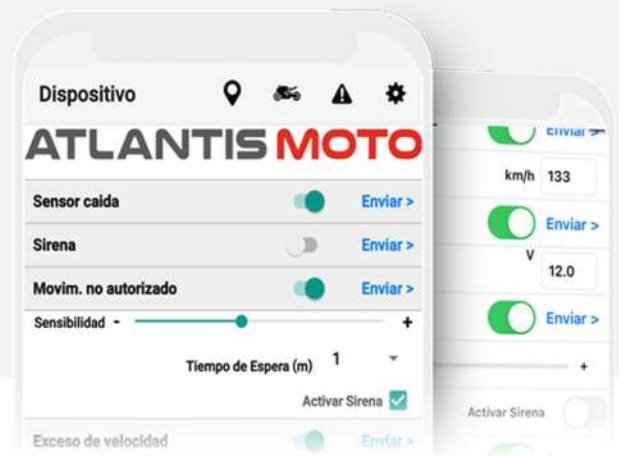 Dispositivo
ATLANTIS MOTO
Sensor caida Enviar >
Sirena Enviar >
Movim. no autorizado Enviar >
Sensibilidad - +
Tiempo de Espera (m) 1
Activar Sirena
Exceso de velocidad Enviar >
Enviar >
km/h 133
Enviar >
V
12.0
Enviar >
+
Activar Sirena